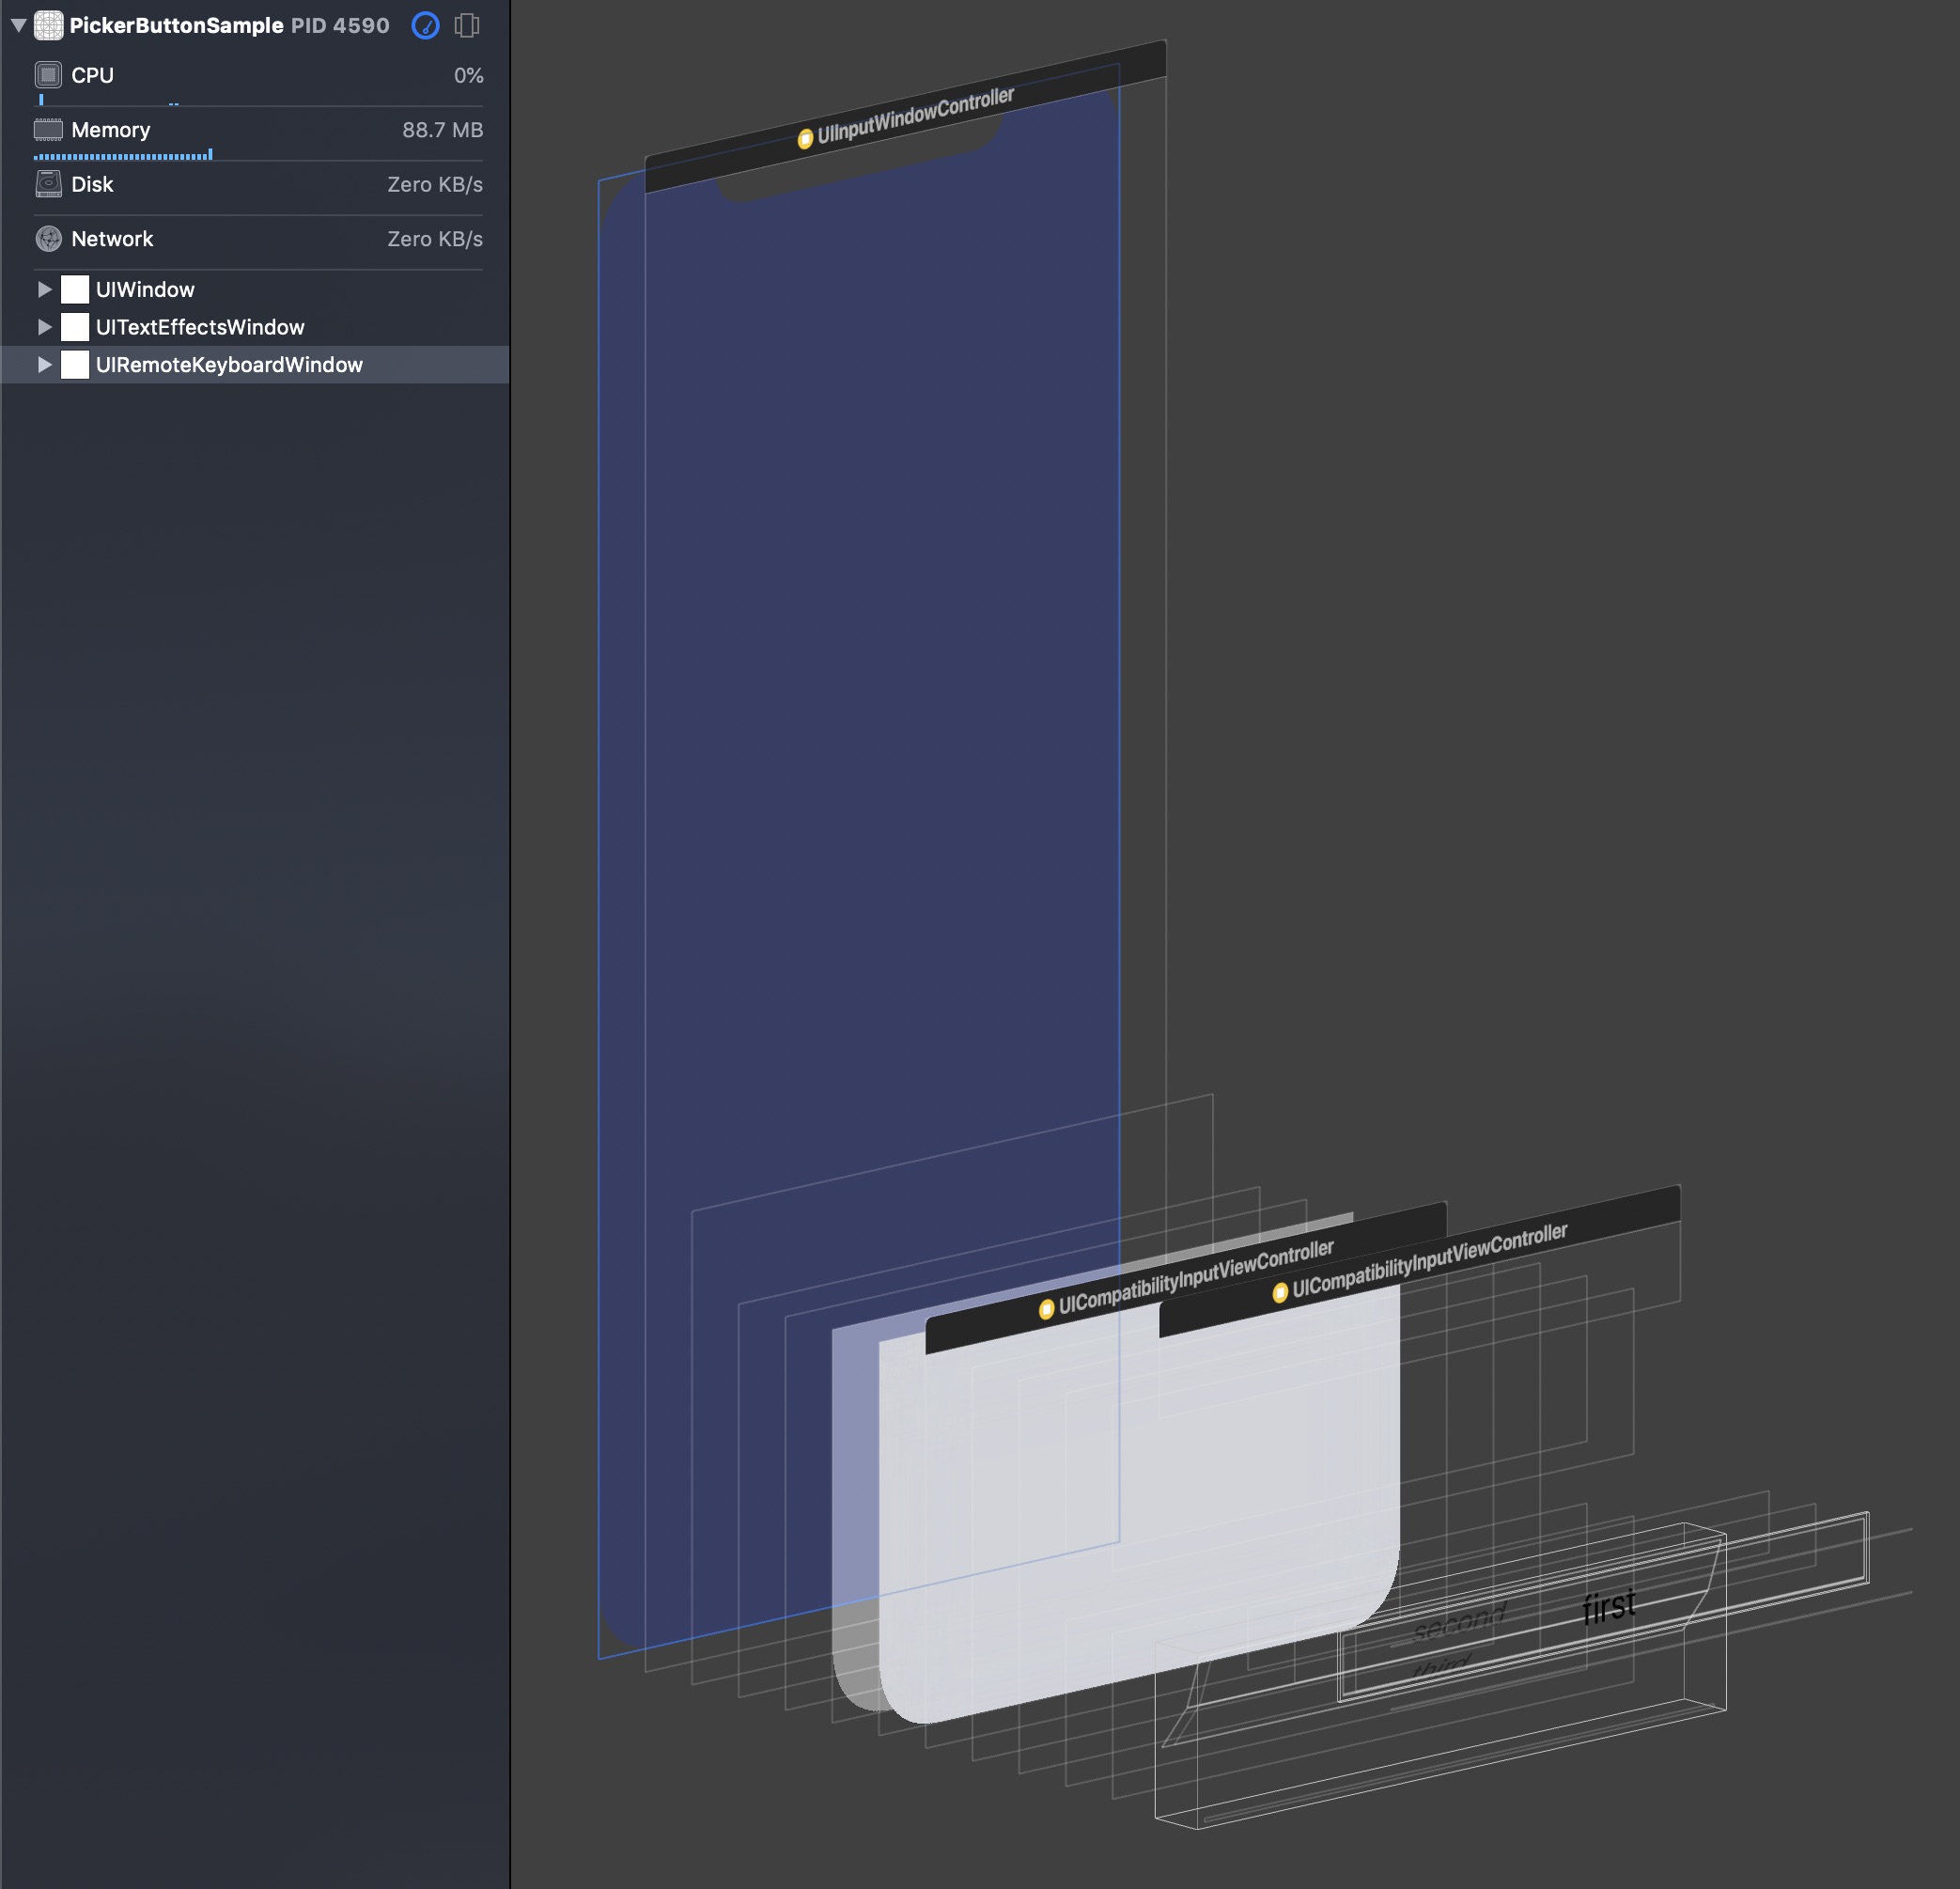 PickerButtonSample PID 4590
CPU 0%
Memory 88.7 MB
Disk Zero KB/s
Network Zero KB/s
UIWindow
UITextEffectsWindow
UIRemoteKeyboardWindow
UIInputWindowController
UICompatibilityInputViewController
UICompatibilityInputViewController
first
second
third